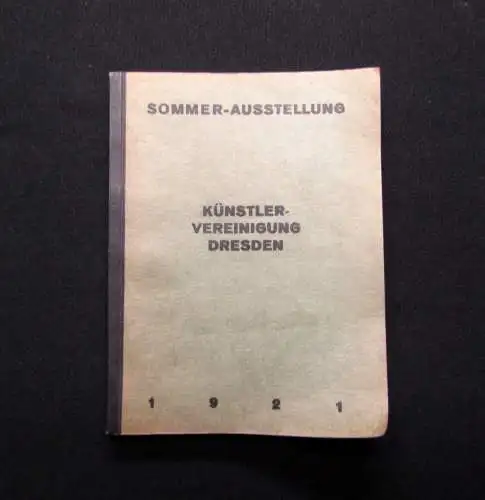 SOMMER-AUSSTELLUNG
KÜNSTLER-
VEREINIGUNG
DRESDEN
1 9 2 1